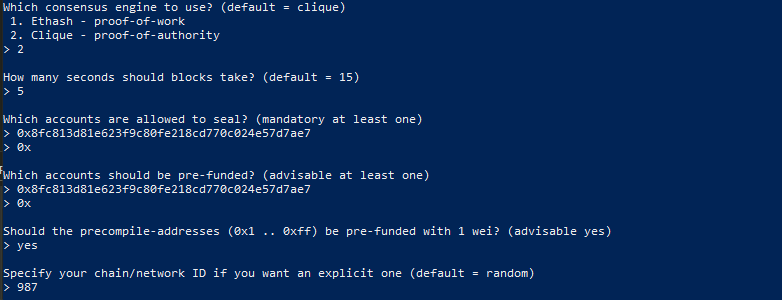 Which consensus engine to use? (default = clique)
1. Ethash - proof-of-work
2. Clique - proof-of-authority
> 2
How many seconds should blocks take? (default = 15)
> 5
Which accounts are allowed to seal? (mandatory at least one)
> 0x8fc813d81e623f9c80fe218cd770c024e57d7ae7
> 0x
Which accounts should be pre-funded? (advisable at least one)
> 0x8fc813d81e623f9c80fe218cd770c024e57d7ae7
> 0x
Should the precompile-addresses (0x1 .. 0xff) be pre-funded with 1 wei? (advisable yes)
> yes
Specify your chain/network ID if you want an explicit one (default = random)
> 987